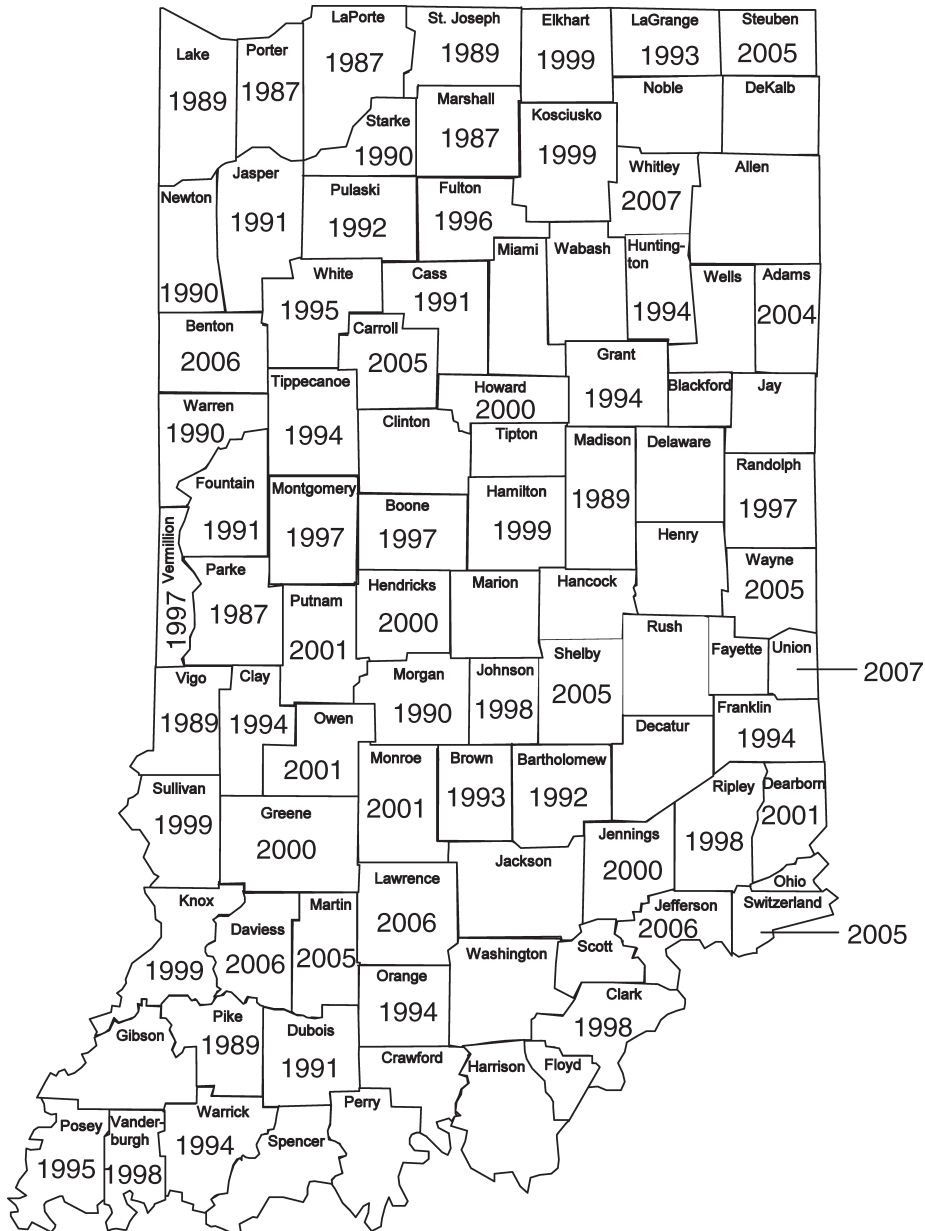 LaPorte
1987
St. Joseph
1989
Elkhart
1999
LaGrange
1993
Steuben
2005
Lake
1989
Porter
1987
Noble
DeKalb
Marshall
1987
Starke
1990
Kosciusko
1999
Whitley
2007
Allen
Newton
1990
Jasper
1991
Pulaski
1992
Fulton
1996
Miami
Wabash
Hunting-
ton
1994
Wells
Adams
2004
White
1995
Cass
1991
Benton
2006
Carroll
2005
Grant
1994
Blackford
Jay
Tippecanoe
1994
Howard
2000
Warren
1990
Clinton
Tipton
Madison
1989
Delaware
Randolph
1997
Fountain
1991
Montgomery
1997
Boone
1997
Hamilton
1999
Henry
Vermillion
1997
Parke
1987
Putnam
2001
Hendricks
2000
Marion
Hancock
Wayne
2005
Rush
Fayette
Union
2007
Vigo
1989
Clay
1994
Owen
2001
Morgan
1990
Johnson
1998
Shelby
2005
Decatur
Franklin
1994
Sullivan
1999
Greene
2000
Monroe
2001
Brown
1993
Bartholomew
1992
Ripley
1998
Dearborn
2001
Jennings
2000
Jackson
Ohio
Switzerland
2005
Knox
1999
Daviess
2006
Martin
2005
Lawrence
2006
Jefferson
2006
Washington
Scott
Orange
1994
Clark
1998
Gibson
Pike
1989
Dubois
1991
Crawford
Harrison
Floyd
Posey
1995
Vander-
burgh
1998
Warrick
1994
Spencer
Perry